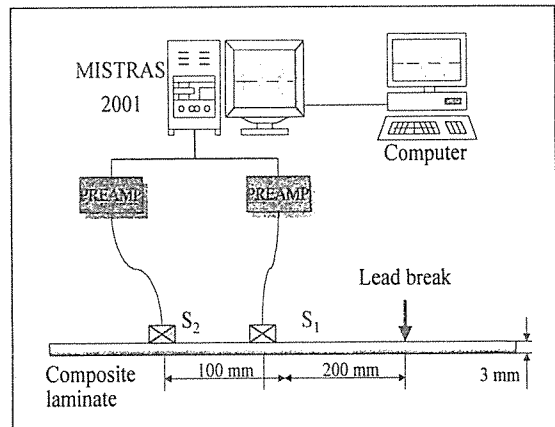 MISTRAS
2001
Computer
PREAMP
PREAMP
Lead break
S2
S1
Composite
laminate
100 mm
200 mm
3 mm